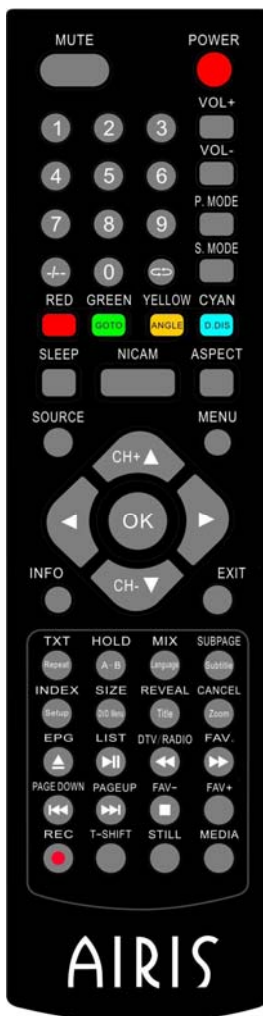 MUTE POWER
VOL+
1 2 3
VOL-
4 5 6
P. MODE
7 8 9
S. MODE
-/-- 0
RED GREEN YELLOW CYAN
GOTO ANGLE D.DIS
SLEEP NICAM ASPECT
SOURCE MENU
CH+
OK
CH-
INFO EXIT
TXT HOLD MIX SUBPAGE
Repeat A - B Language Subtitle
INDEX SIZE REVEAL CANCEL
Setup D\D Menu Title Zoom
EPG LIST DTV/RADIO FAV.
PAGE DOWN PAGEUP FAV- FAV+
REC T-SHIFT STILL MEDIA
AIRIS